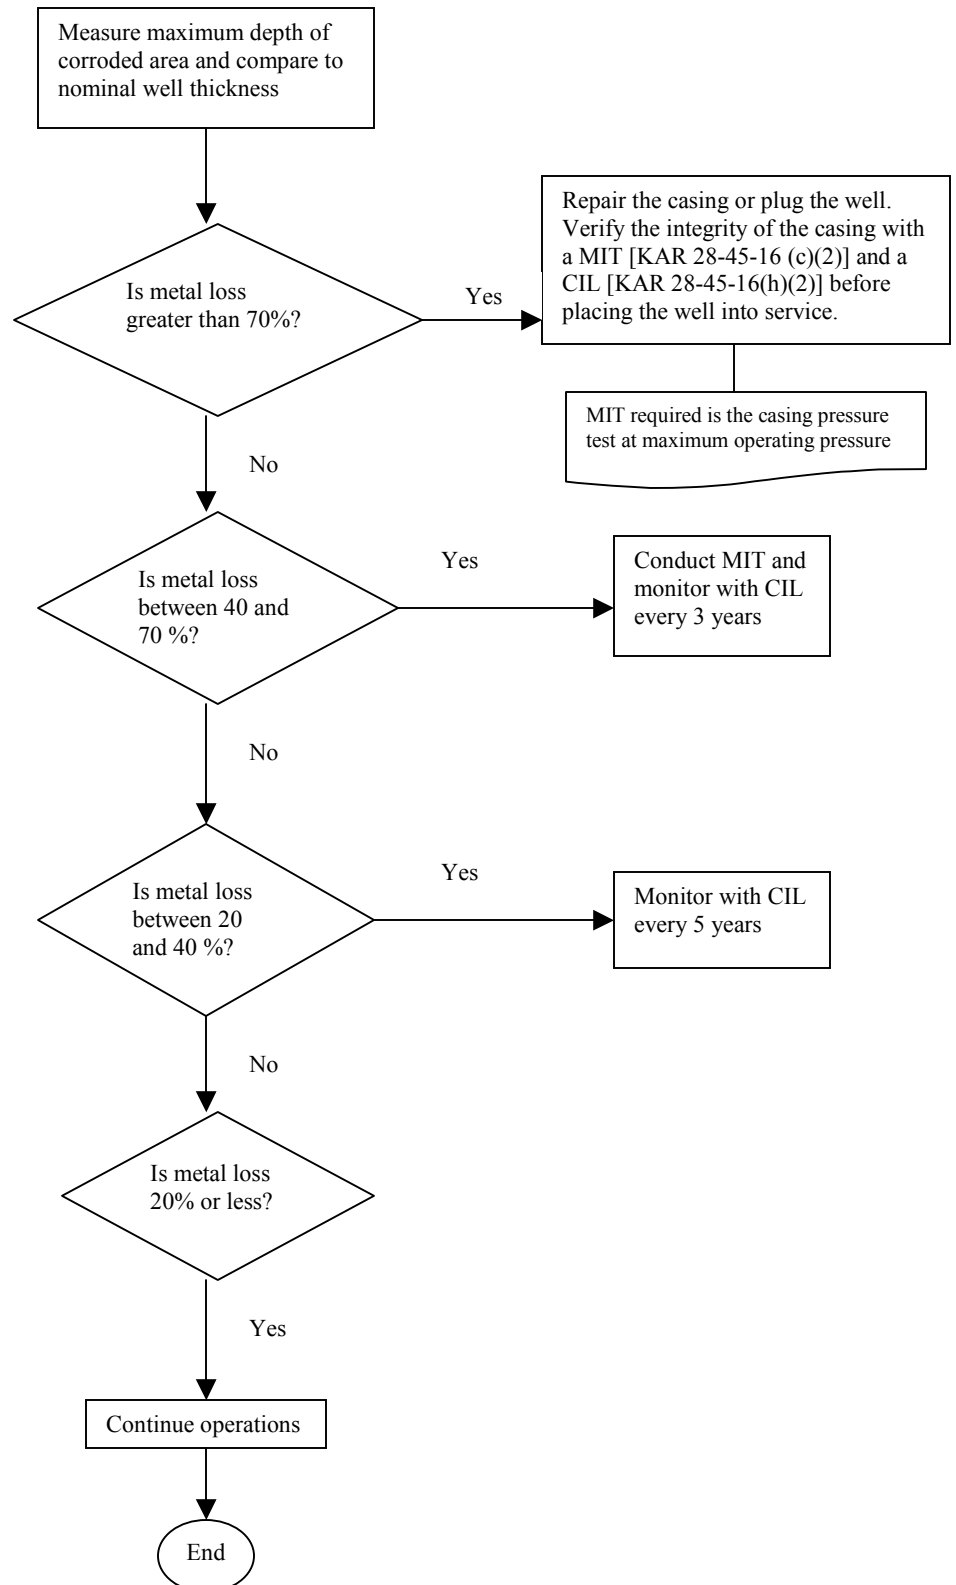 Measure maximum depth of
corroded area and compare to
nominal well thickness
Is metal loss
greater than 70%?
Yes
Repair the casing or plug the well.
Verify the integrity of the casing with
a MIT [KAR 28-45-16 (c)(2)] and a
CIL [KAR 28-45-16(h)(2)] before
placing the well into service.
MIT required is the casing pressure
test at maximum operating pressure
No
Is metal loss
between 40 and
70 %?
Yes
Conduct MIT and
monitor with CIL
every 3 years
No
Is metal loss
between 20
and 40 %?
Yes
Monitor with CIL
every 5 years
No
Is metal loss
20% or less?
Yes
Continue operations
End